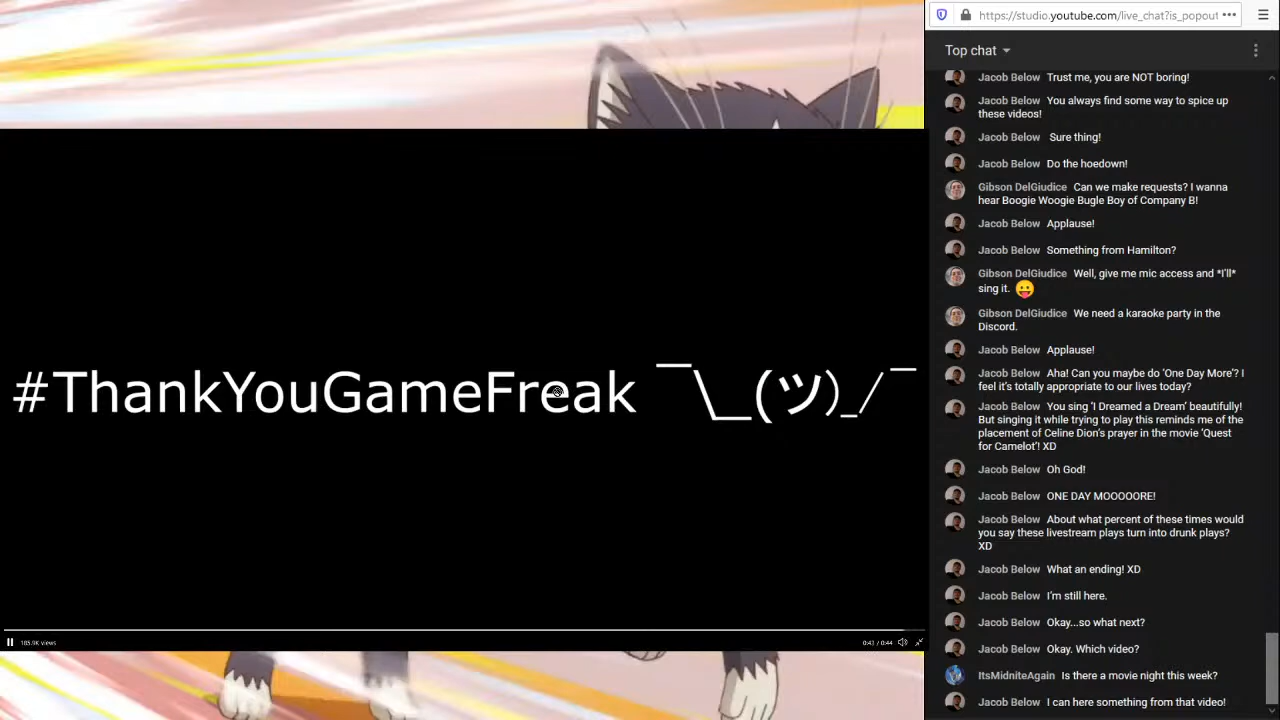 https://studio.youtube.com/live_chat?is_popout
Top chat
Jacob Below Trust me, you are NOT boring!
Jacob Below You always find some way to spice up
these videos!
Jacob Below Sure thing!
Jacob Below Do the hoedown!
Gibson DelGiudice Can we make requests? I wanna
hear Boogie Woogie Bugle Boy of Company B!
Jacob Below Applause!
Jacob Below Something from Hamilton?
Gibson DelGiudice Well, give me mic access and *I'll*
sing it. 😛
Gibson DelGiudice We need a karaoke party in the
Discord.
Jacob Below Applause!
Jacob Below Aha! Can you maybe do 'One Day More'? I
feel it's totally appropriate to our lives today?
Jacob Below You sing 'I Dreamed a Dream' beautifully!
But singing it while trying to play this reminds me of the
placement of Celine Dion's prayer in the movie 'Quest
for Camelot'! XD
Jacob Below Oh God!
Jacob Below ONE DAY MOOOOORE!
Jacob Below About what percent of these times would
you say these livestream plays turn into drunk plays?
XD
Jacob Below What an ending! XD
Jacob Below I'm still here.
Jacob Below Okay...so what next?
Jacob Below Okay. Which video?
ItsMidniteAgain Is there a movie night this week?
Jacob Below I can here something from that video!
#ThankYouGameFreak ¯\_(ツ)_/¯
185.9K views
0:43 / 0:44